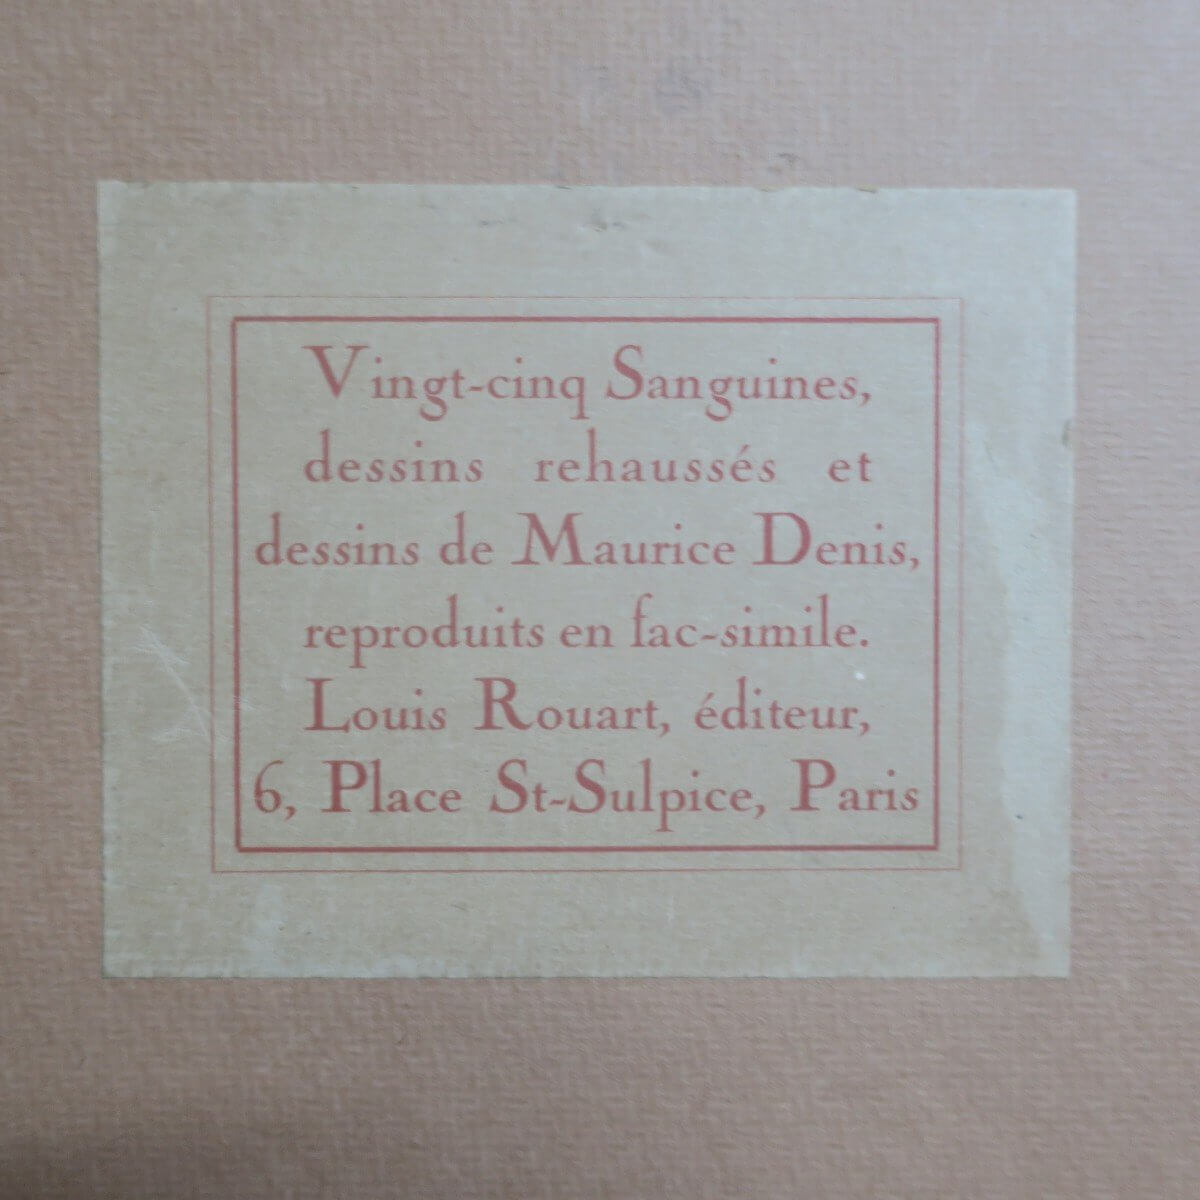 Vingt-cinq Sanguines,
dessins rehaussés et
dessins de Maurice Denis,
reproduits en fac-simile.
Louis Rouart, éditeur,
6, Place St-Sulpice, Paris